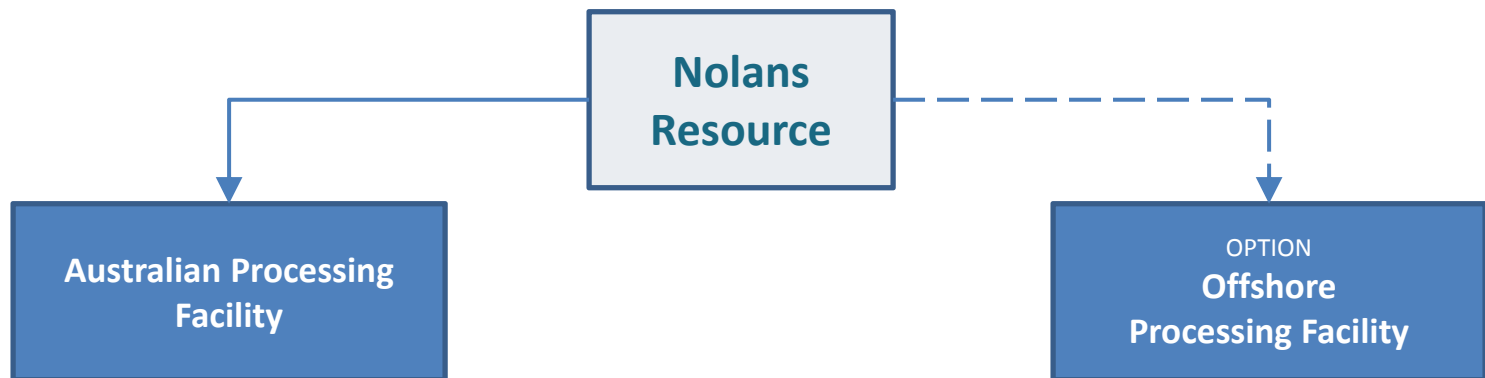 Nolans
Resource
Australian Processing
Facility
OPTION
Offshore
Processing Facility